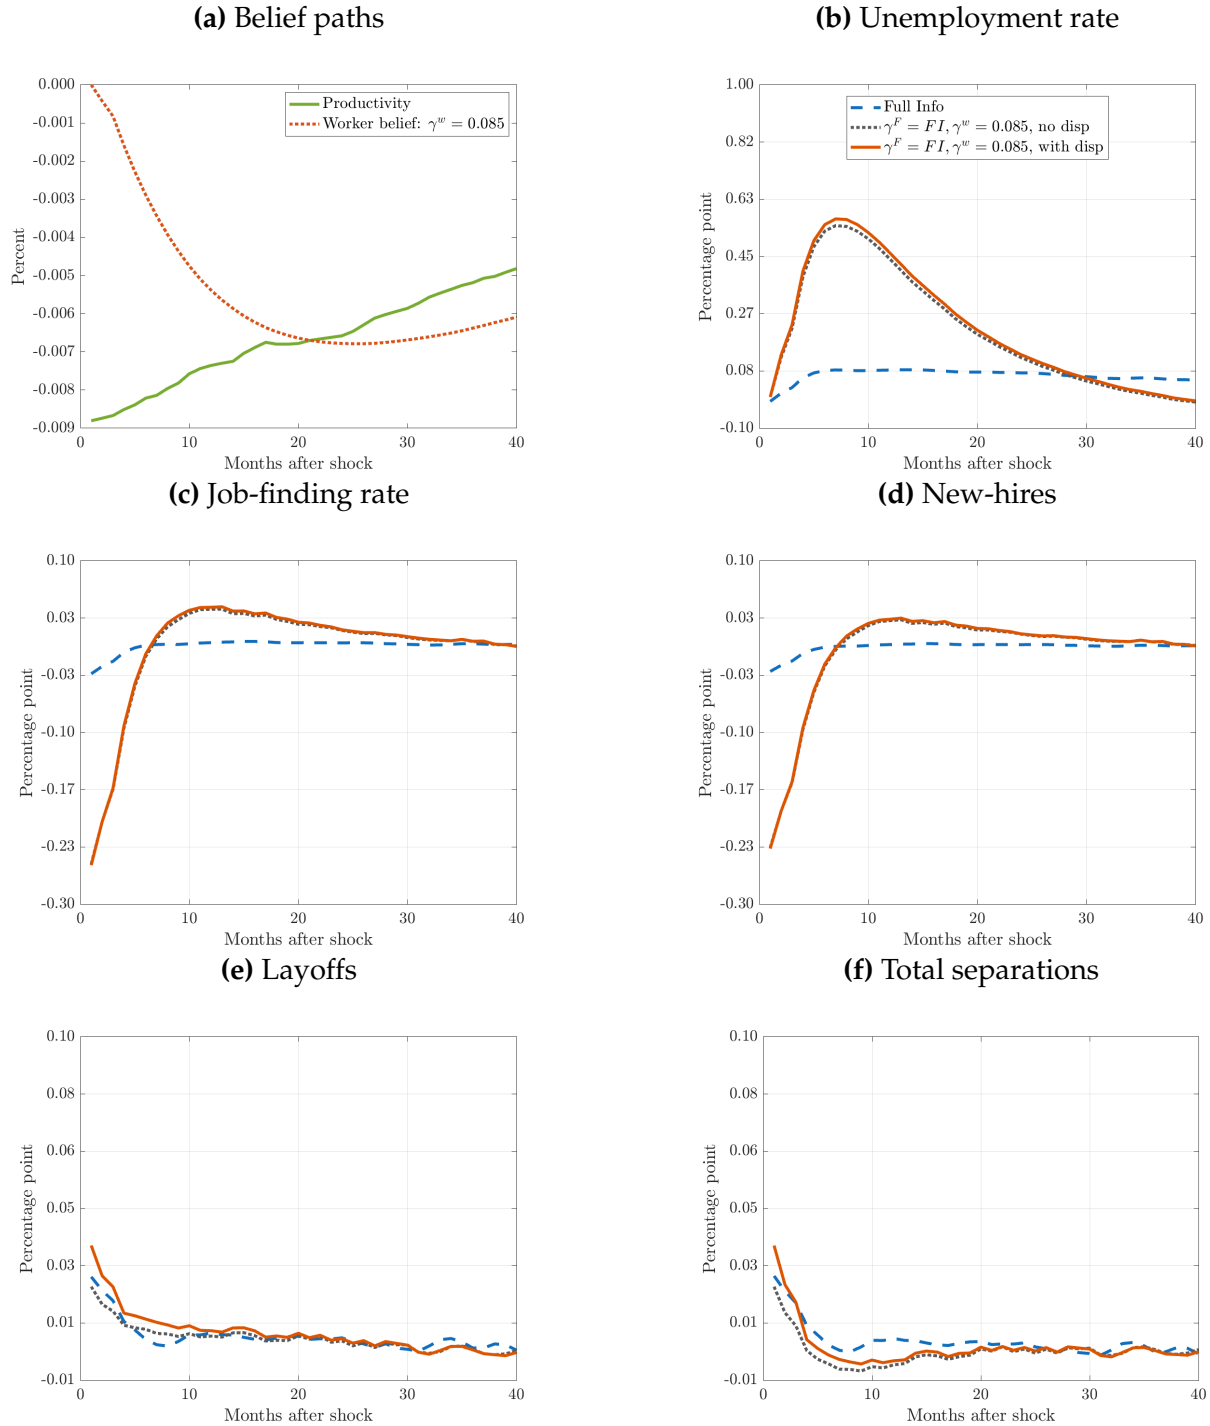 (a) Belief paths
0.000
-0.001
-0.002
-0.003
-0.004
-0.005
-0.006
-0.007
-0.008
-0.009
Percent
Productivity
Worker belief: γ^w = 0.085
0 10 20 30 40
Months after shock
(b) Unemployment rate
1.00
0.82
0.63
0.45
0.27
0.08
-0.10
Percentage point
Full Info
γ^F = FI, γ^w = 0.085, no disp
γ^F = FI, γ^w = 0.085, with disp
0 10 20 30 40
Months after shock
(c) Job-finding rate
0.10
0.03
-0.03
-0.10
-0.17
-0.23
-0.30
Percentage point
0 10 20 30 40
Months after shock
(d) New-hires
0.10
0.03
-0.03
-0.10
-0.17
-0.23
-0.30
Percentage point
0 10 20 30 40
Months after shock
(e) Layoffs
0.10
0.08
0.06
0.05
0.03
0.01
-0.01
Percentage point
0 10 20 30 40
Months after shock
(f) Total separations
0.10
0.08
0.06
0.05
0.03
0.01
-0.01
Percentage point
0 10 20 30 40
Months after shock